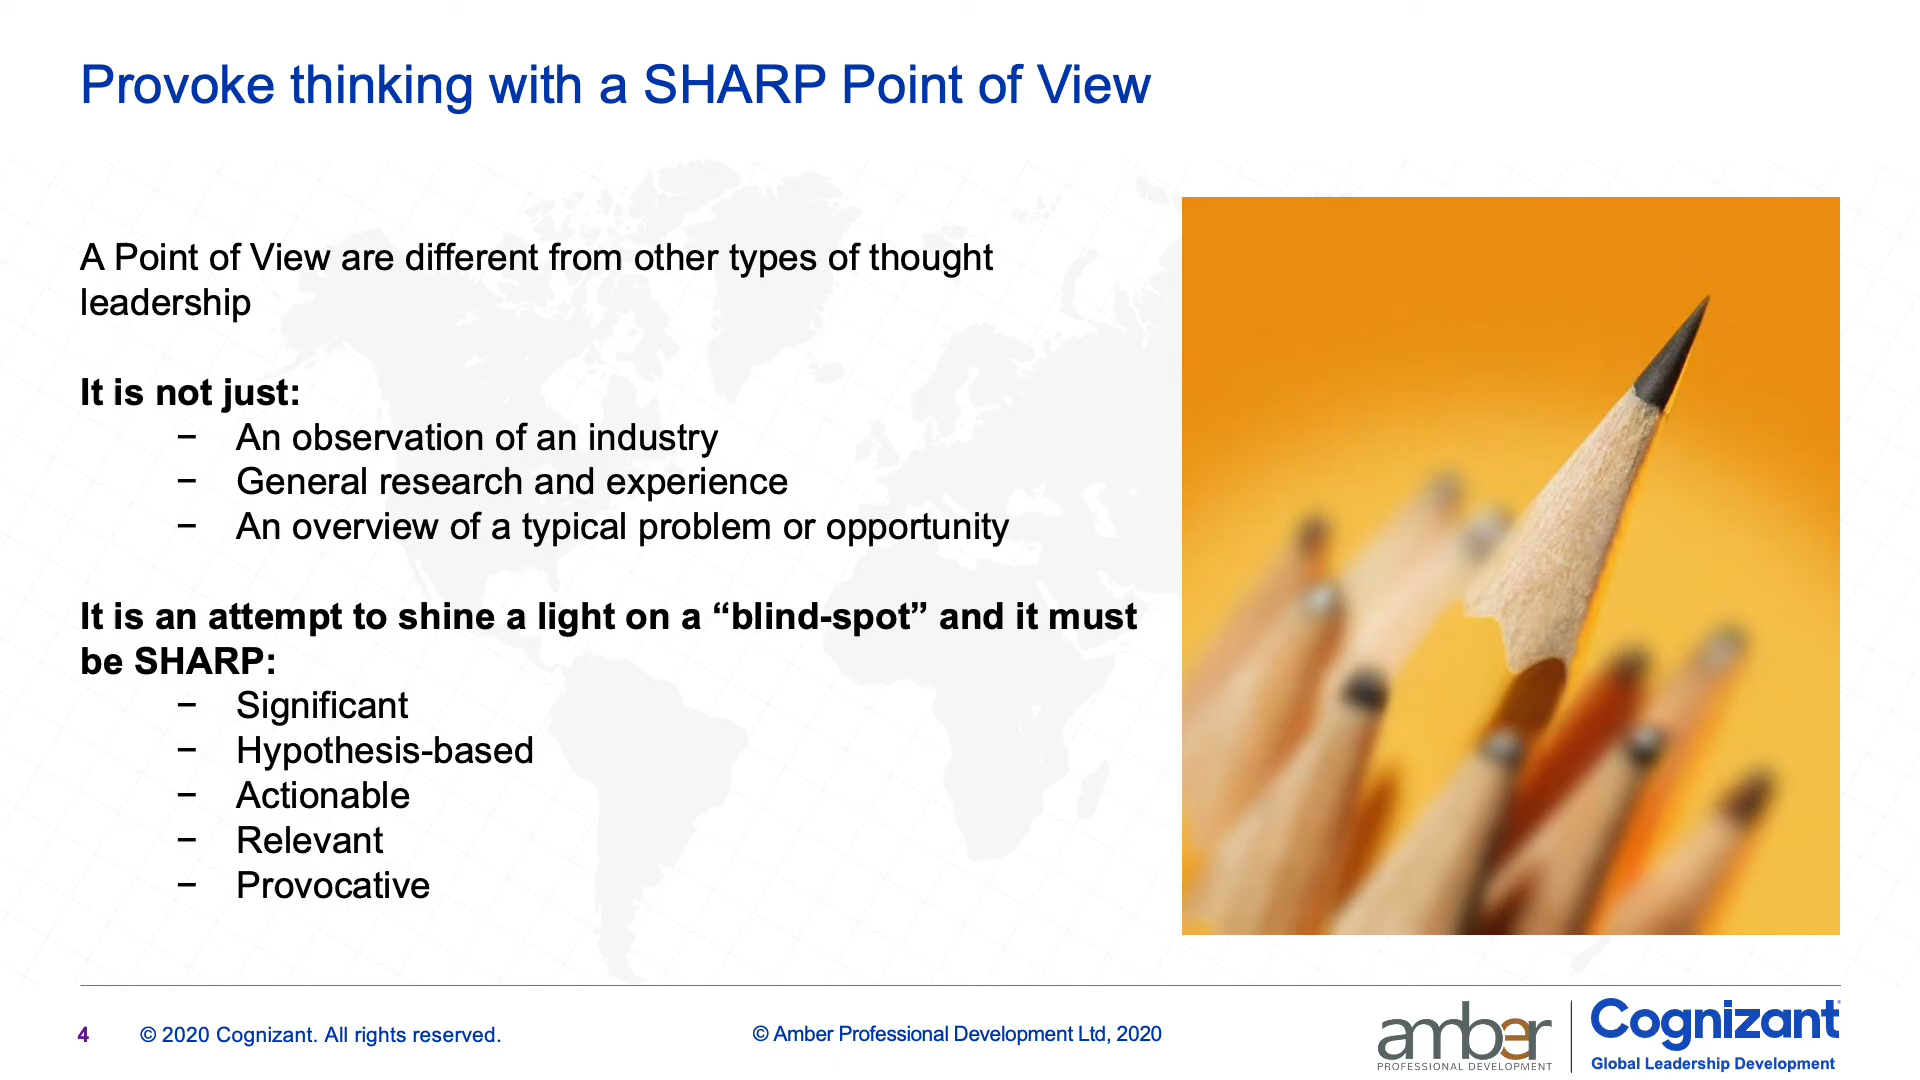 Provoke thinking with a SHARP Point of View
A Point of View are different from other types of thought
leadership
It is not just:
− An observation of an industry
− General research and experience
− An overview of a typical problem or opportunity
It is an attempt to shine a light on a “blind-spot” and it must
be SHARP:
− Significant
− Hypothesis-based
− Actionable
− Relevant
− Provocative
4 © 2020 Cognizant. All rights reserved.
© Amber Professional Development Ltd, 2020
amber
PROFESSIONAL DEVELOPMENT
Cognizant
Global Leadership Development